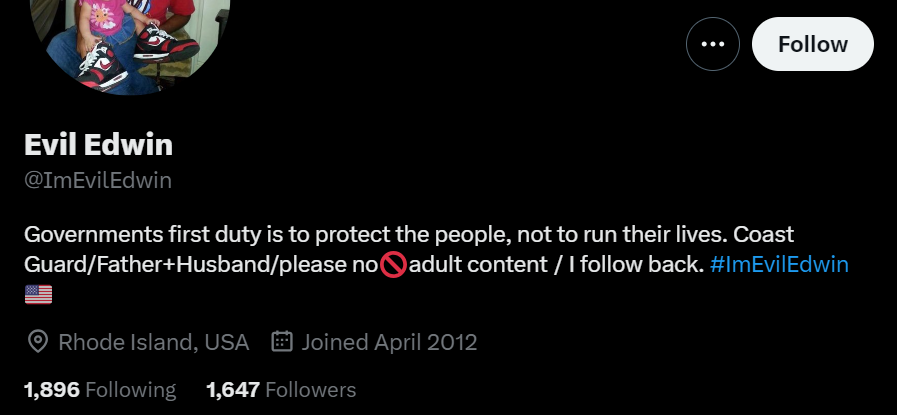 Follow
Evil Edwin
@ImEvilEdwin
Governments first duty is to protect the people, not to run their lives. Coast
Guard/Father+Husband/please no🚫adult content / I follow back. #ImEvilEdwin
🇺🇸
Rhode Island, USA Joined April 2012
1,896 Following 1,647 Followers